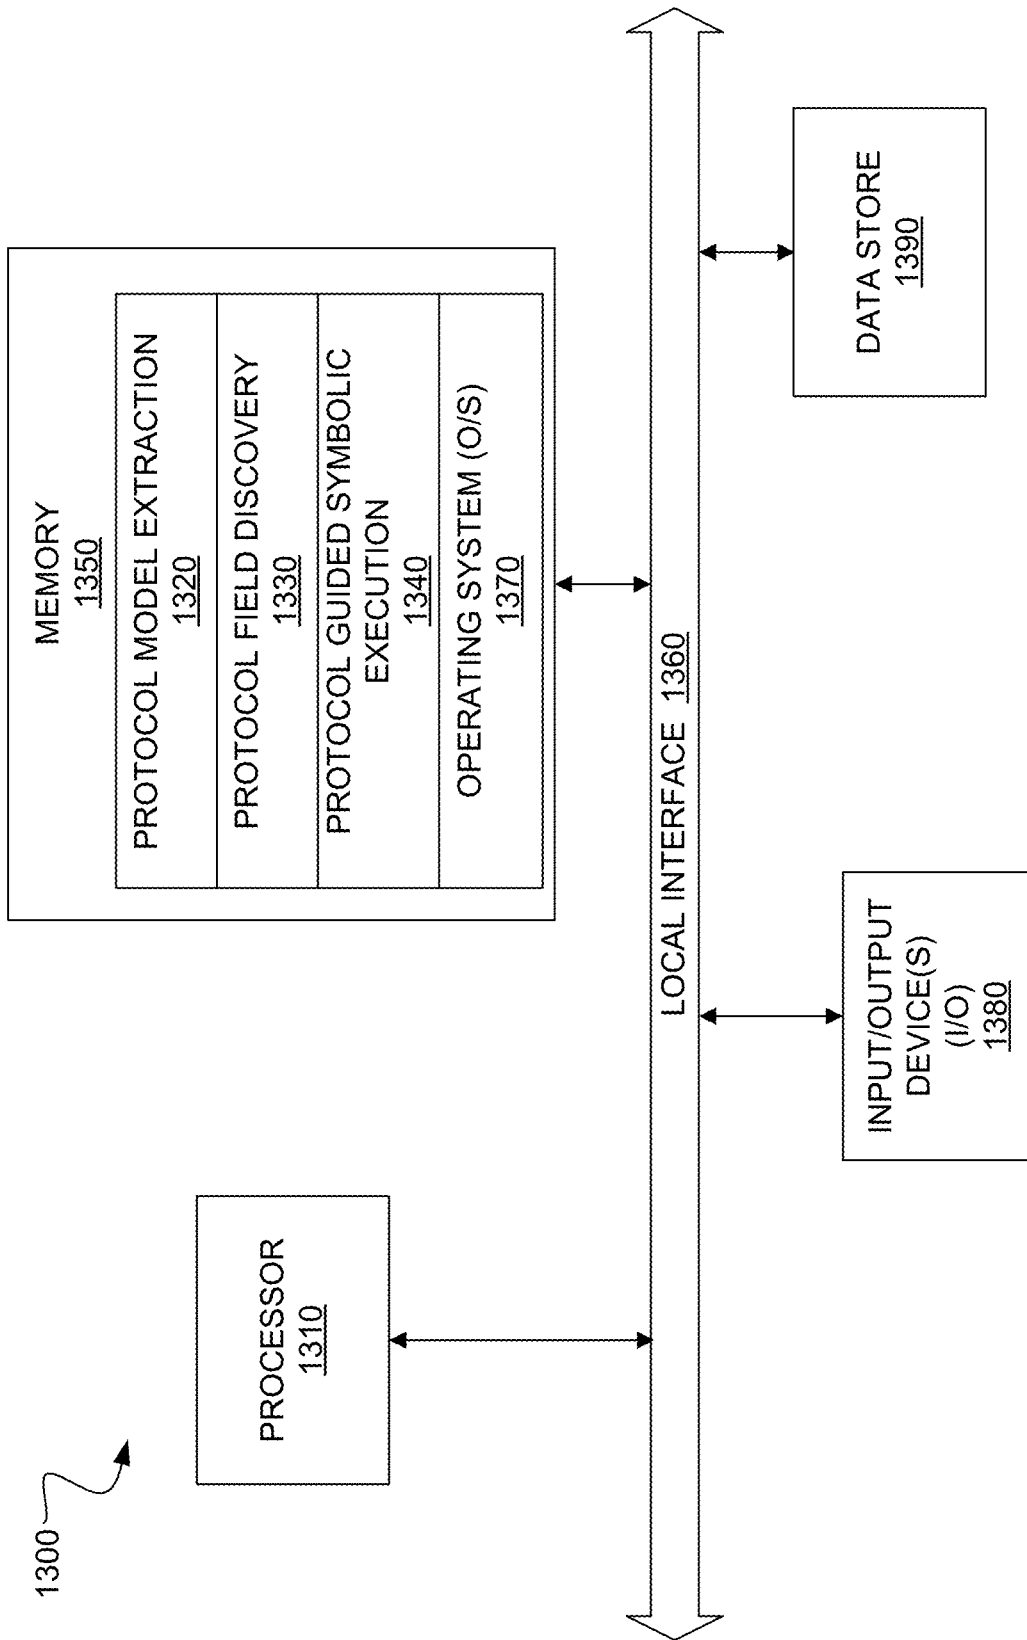 1300
PROCESSOR
1310
MEMORY
1350
PROTOCOL MODEL EXTRACTION
1320
PROTOCOL FIELD DISCOVERY
1330
PROTOCOL GUIDED SYMBOLIC
EXECUTION
1340
OPERATING SYSTEM (O/S)
1370
LOCAL INTERFACE 1360
INPUT/OUTPUT
DEVICE(S)
(I/O)
1380
DATA STORE
1390